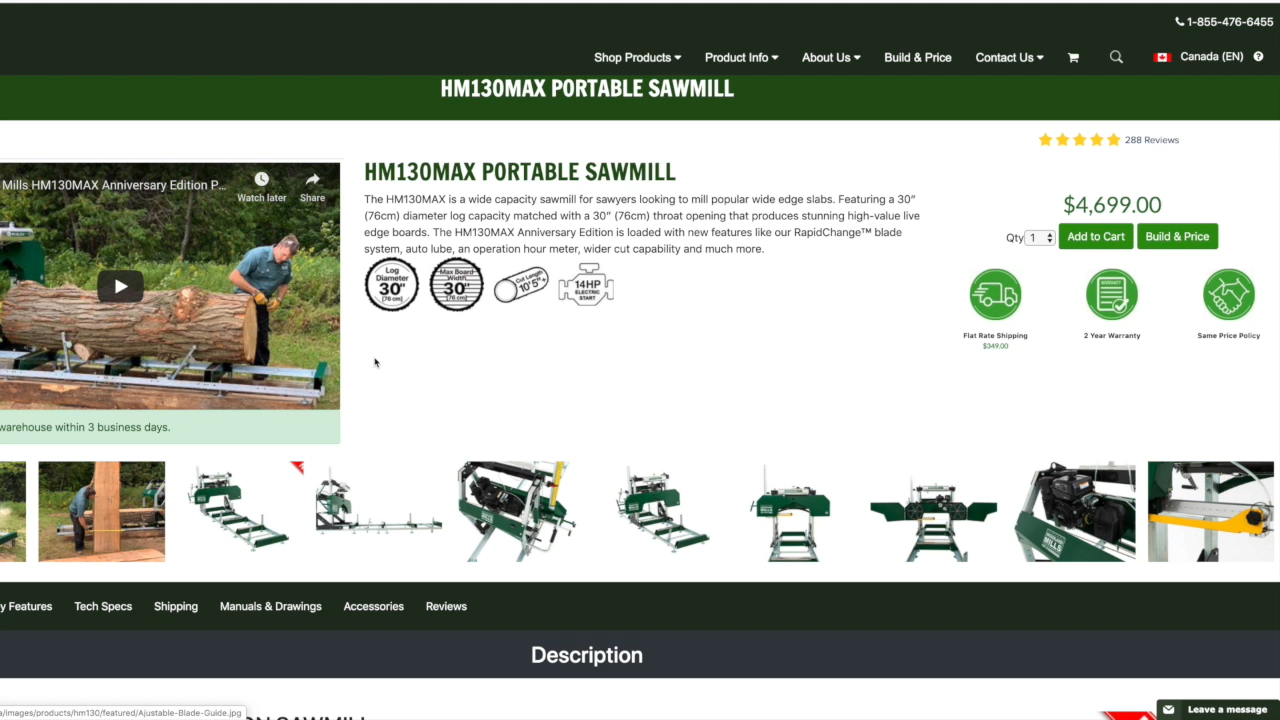 1-855-476-6455
Shop Products
Product Info
About Us
Build & Price
Contact Us
Canada (EN)
HM130MAX PORTABLE SAWMILL
288 Reviews
Mills HM130MAX Anniversary Edition P...
Watch later
Share
HM130MAX PORTABLE SAWMILL
The HM130MAX is a wide capacity sawmill for sawyers looking to mill popular wide edge slabs. Featuring a 30”
(76cm) diameter log capacity matched with a 30” (76cm) throat opening that produces stunning high-value live
edge boards. The HM130MAX Anniversary Edition is loaded with new features like our RapidChange™ blade
system, auto lube, an operation hour meter, wider cut capability and much more.
Log
Diameter
30"
(76 cm)
Max Board
Width
30"
(76 cm)
Cut Length
10'5"
14HP
ELECTRIC
START
$4,699.00
Qty 1
Add to Cart
Build & Price
Flat Rate Shipping
$349.00
2 Year Warranty
Same Price Policy
warehouse within 3 business days.
y Features
Tech Specs
Shipping
Manuals & Drawings
Accessories
Reviews
Description
a/images/products/hm130/featured/Ajustable-Blade-Guide.jpg
ON SAWMILL
Leave a message